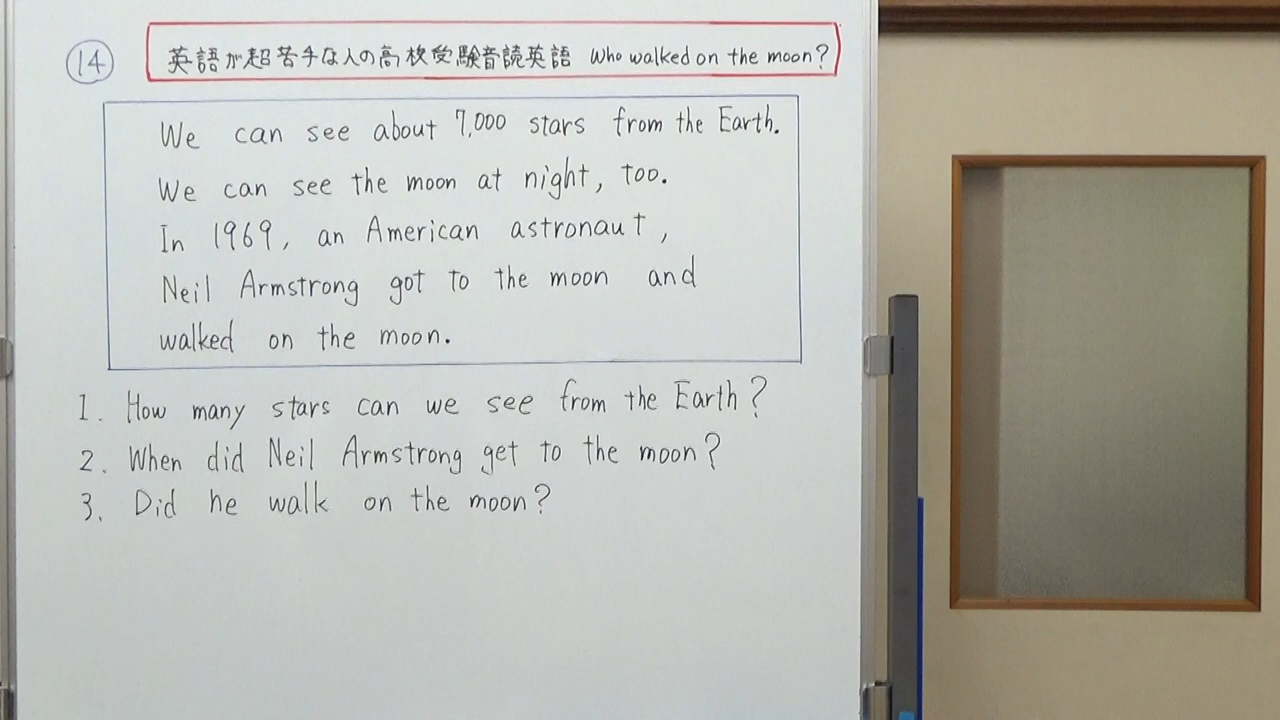 ⑭ 英語が超苦手な人の高校受験音読英語 Who walked on the moon?
We can see about 7,000 stars from the Earth.
We can see the moon at night, too.
In 1969, an American astronaut,
Neil Armstrong got to the moon and
walked on the moon.
1. How many stars can we see from the Earth?
2. When did Neil Armstrong get to the moon?
3. Did he walk on the moon?